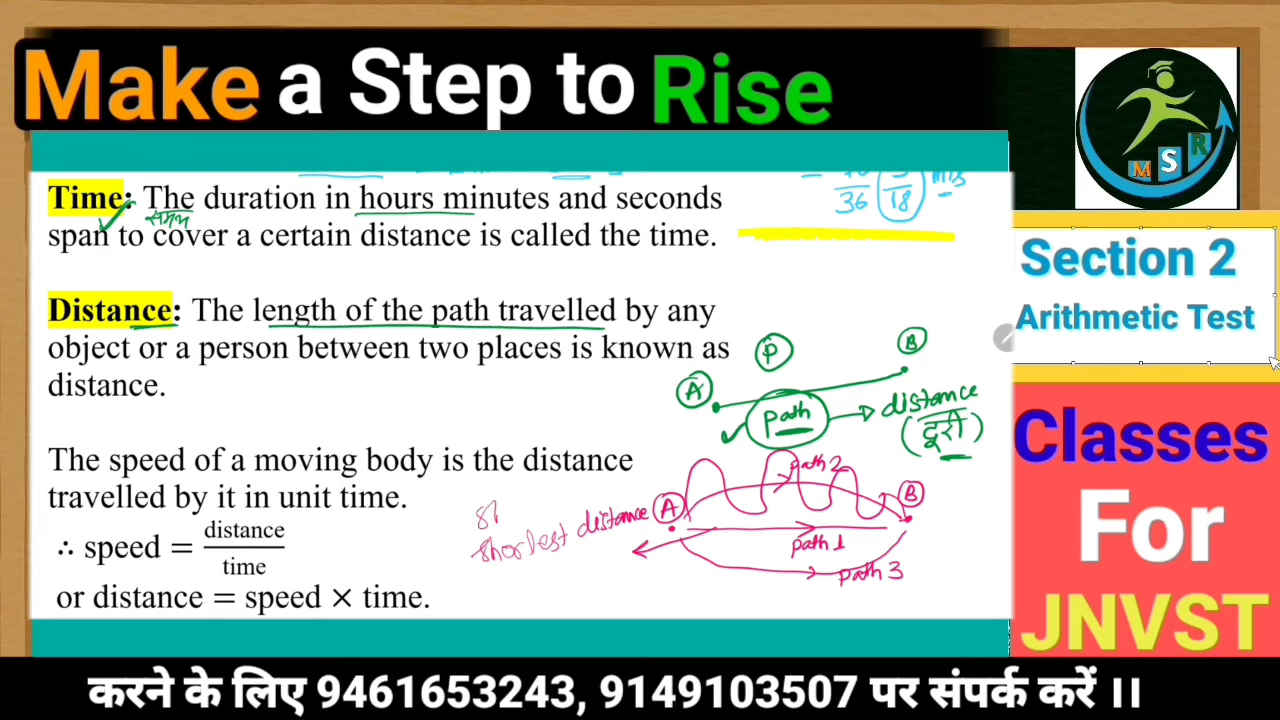 Make a Step to Rise
MSR
Time: The duration in hours minutes and seconds
समय
span to cover a certain distance is called the time.
36
5/18 m/s
Section 2
Arithmetic Test
Distance: The length of the path travelled by any
object or a person between two places is known as
distance.
P
A
B
path
distance
(दूरी)
The speed of a moving body is the distance
travelled by it in unit time.
∴ speed = distance/time
or distance = speed × time.
path 2
A
B
shortest distance
path 1
path 3
Classes
For
JNVST
करने के लिए 9461653243, 9149103507 पर संपर्क करें ।।